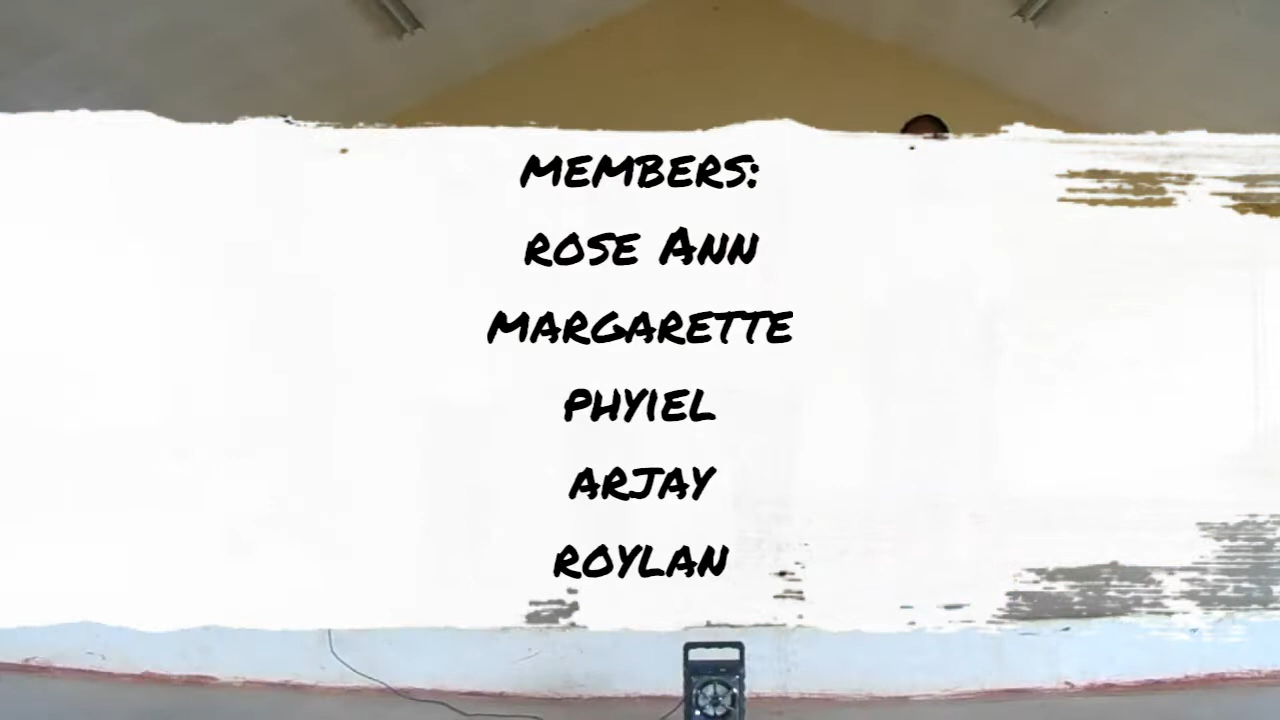 MEMBERS:
ROSE ANN
MARGARETTE
PHYIEL
ARJAY
ROYLAN